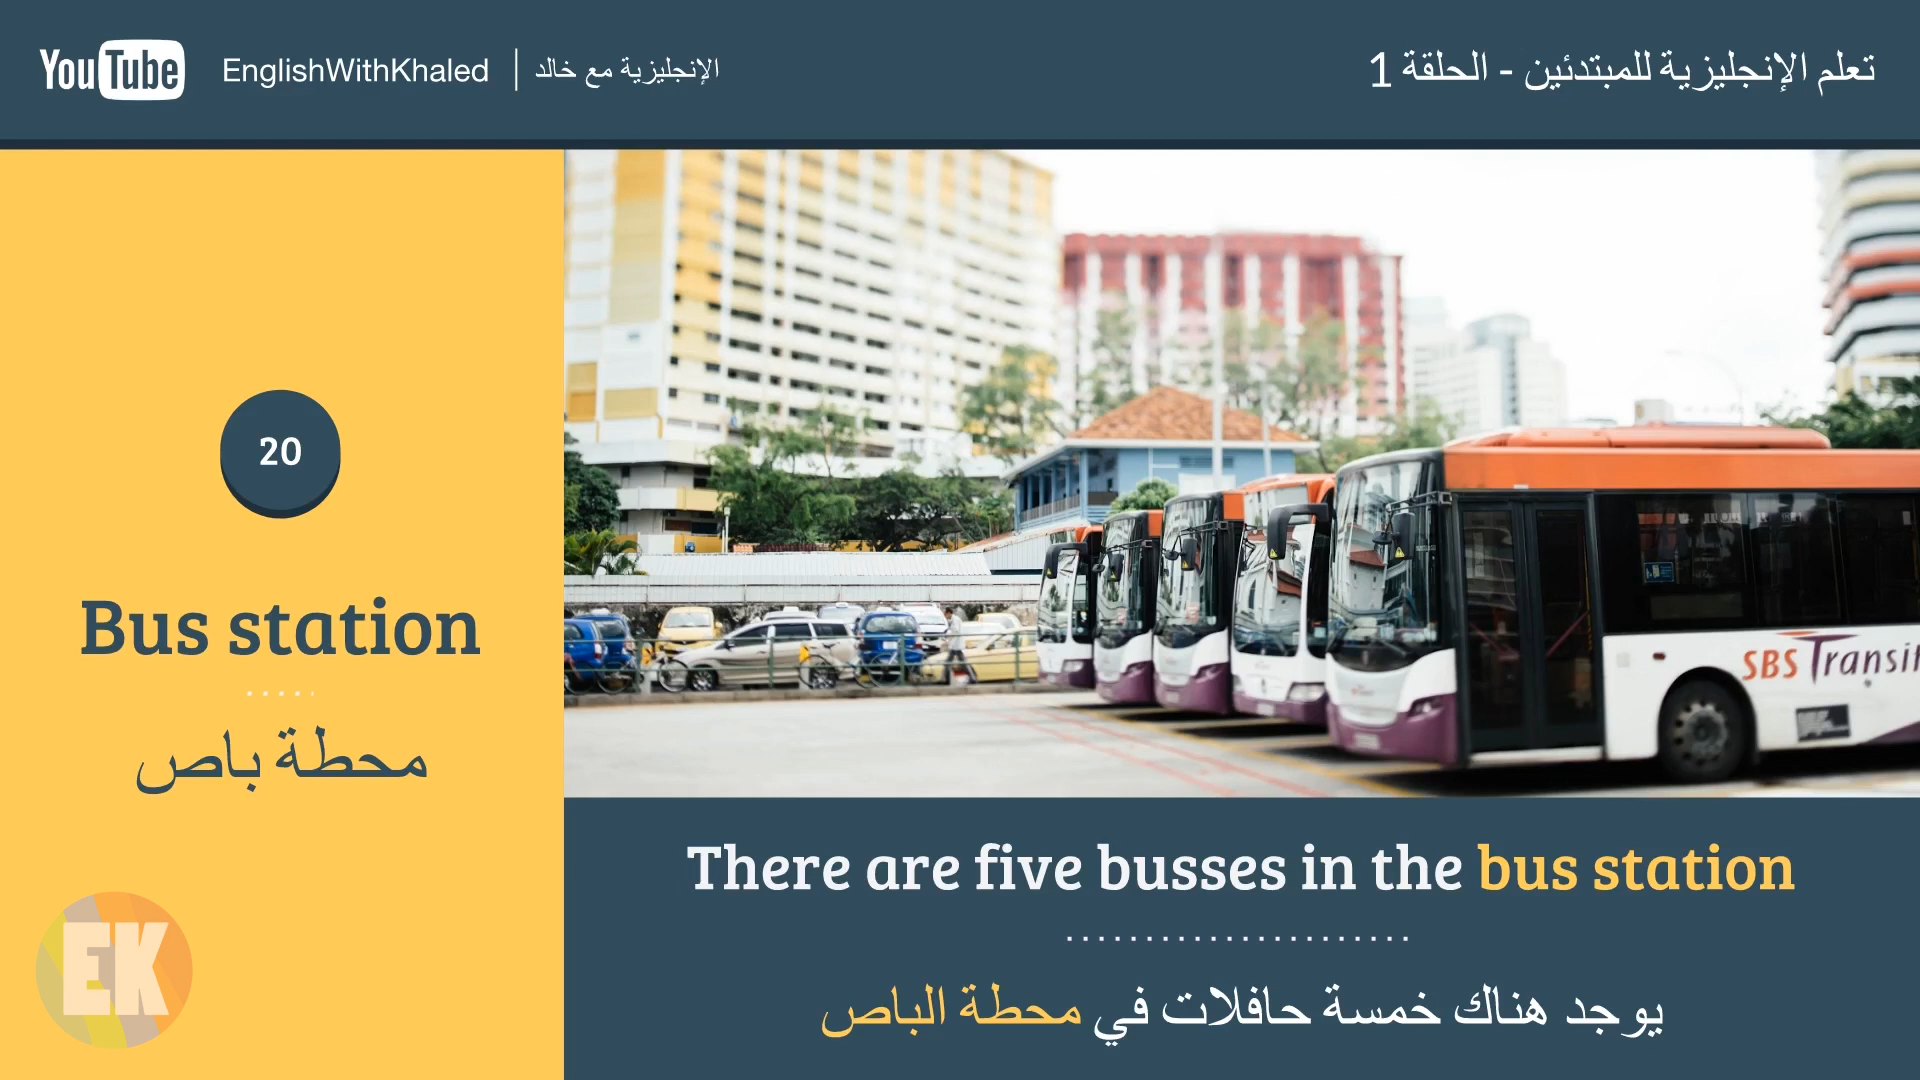 YouTube
EnglishWithKhaled | الإنجليزية مع خالد
تعلم الإنجليزية للمبتدئين - الحلقة 1
20
Bus station
محطة باص
SBS Transit
There are five busses in the bus station
يوجد هناك خمسة حافلات في محطة الباص
EK